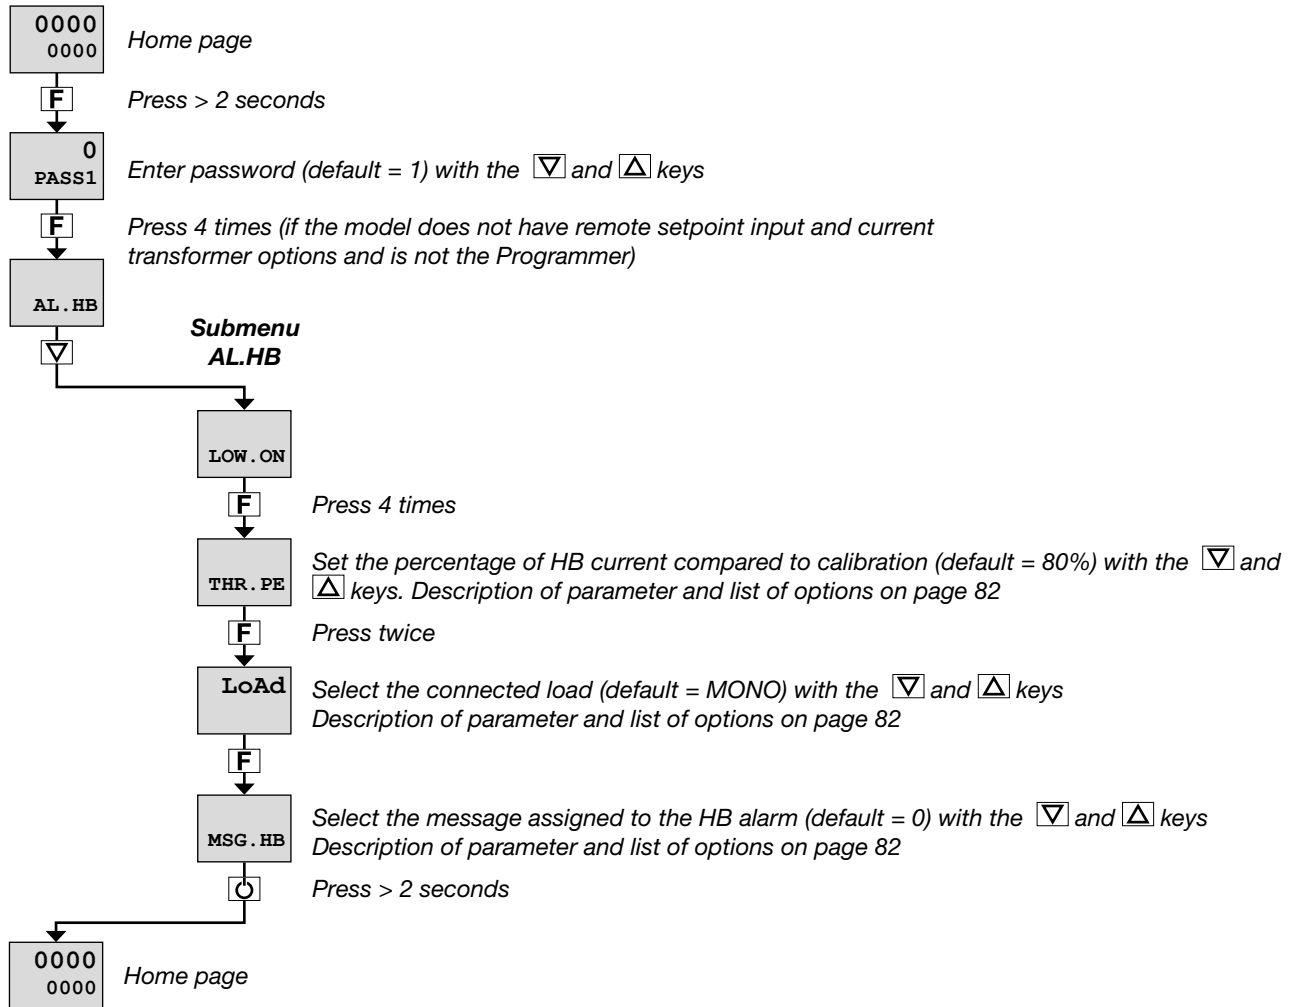 0000
0000
Home page
F
Press > 2 seconds
0
PASS1
Enter password (default = 1) with the ▽ and △ keys
F
Press 4 times (if the model does not have remote setpoint input and current
transformer options and is not the Programmer)
AL.HB
▽
Submenu
AL.HB
LOW.ON
F
Press 4 times
THR.PE
Set the percentage of HB current compared to calibration (default = 80%) with the ▽ and
△ keys. Description of parameter and list of options on page 82
F
Press twice
LoAd
Select the connected load (default = MONO) with the ▽ and △ keys
Description of parameter and list of options on page 82
F
MSG.HB
Select the message assigned to the HB alarm (default = 0) with the ▽ and △ keys
Description of parameter and list of options on page 82
Press > 2 seconds
0000
0000
Home page